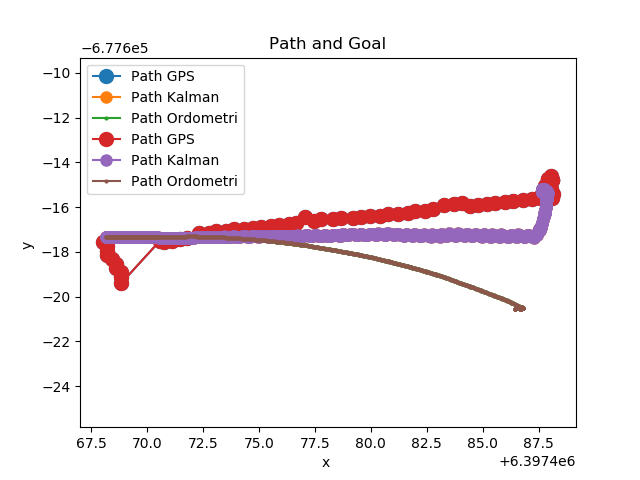 Path and Goal
−6.776e5
Path GPS
Path Kalman
Path Ordometri
Path GPS
Path Kalman
Path Ordometri
−10
−12
−14
−16
−18
−20
−22
−24
y
67.5 70.0 72.5 75.0 77.5 80.0 82.5 85.0 87.5
x
+6.3974e6